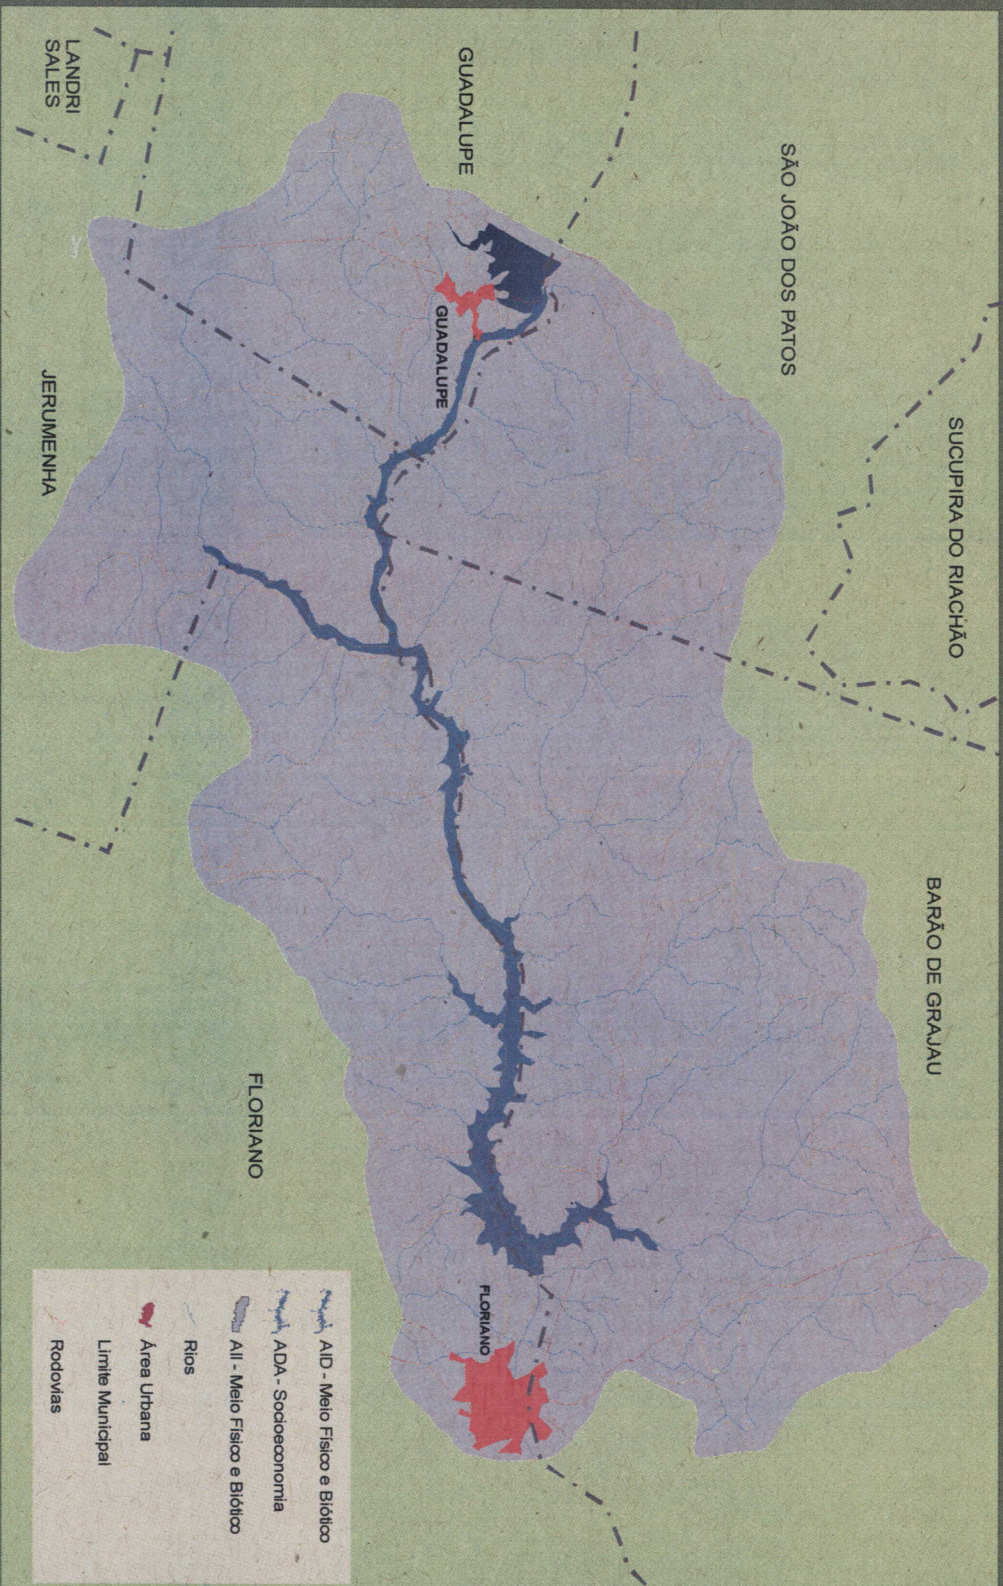 SUCUPIRA DO RIACHÃO
BARÃO DE GRAJAU
SÃO JOÃO DOS PATOS
GUADALUPE
GUADALUPE
FLORIANO
LANDRI
SALES
JERUMENHA
FLORIANO
AID - Meio Físico e Biótico
ADA - Socioeconomia
AII - Meio Físico e Biótico
Rios
Área Urbana
Limite Municipal
Rodovias